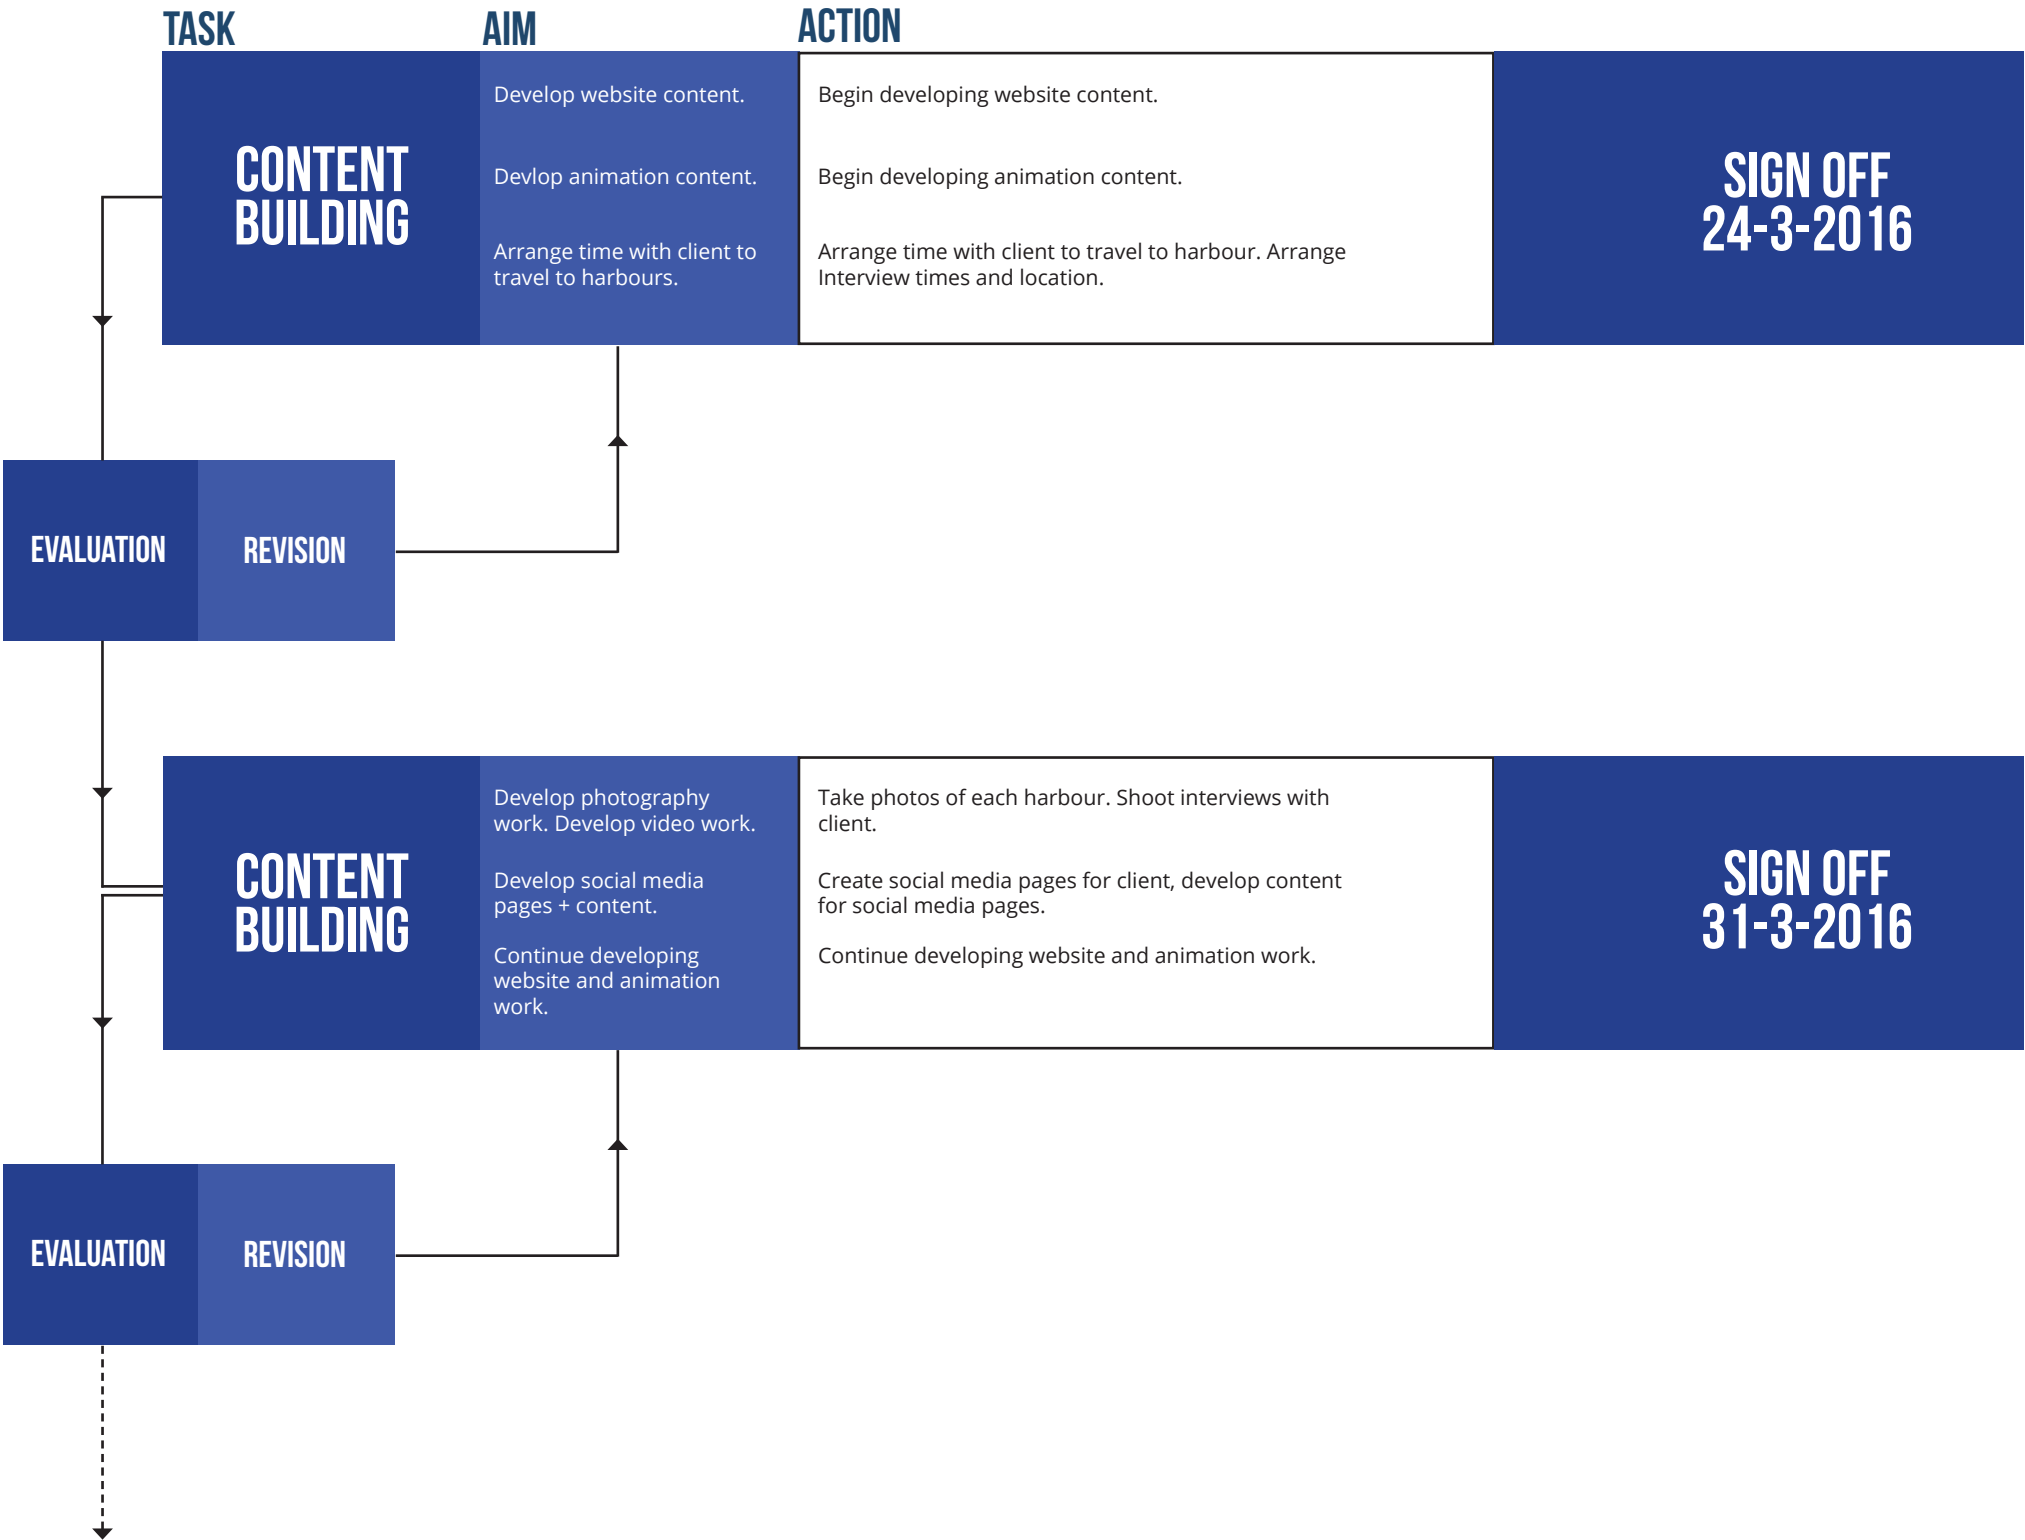 TASK
AIM
ACTION
CONTENT
BUILDING
Develop website content.
Devlop animation content.
Arrange time with client to
travel to harbours.
Begin developing website content.
Begin developing animation content.
Arrange time with client to travel to harbour. Arrange
Interview times and location.
SIGN OFF
24-3-2016
EVALUATION
REVISION
CONTENT
BUILDING
Develop photography
work. Develop video work.
Develop social media
pages + content.
Continue developing
website and animation
work.
Take photos of each harbour. Shoot interviews with
client.
Create social media pages for client, develop content
for social media pages.
Continue developing website and animation work.
SIGN OFF
31-3-2016
EVALUATION
REVISION